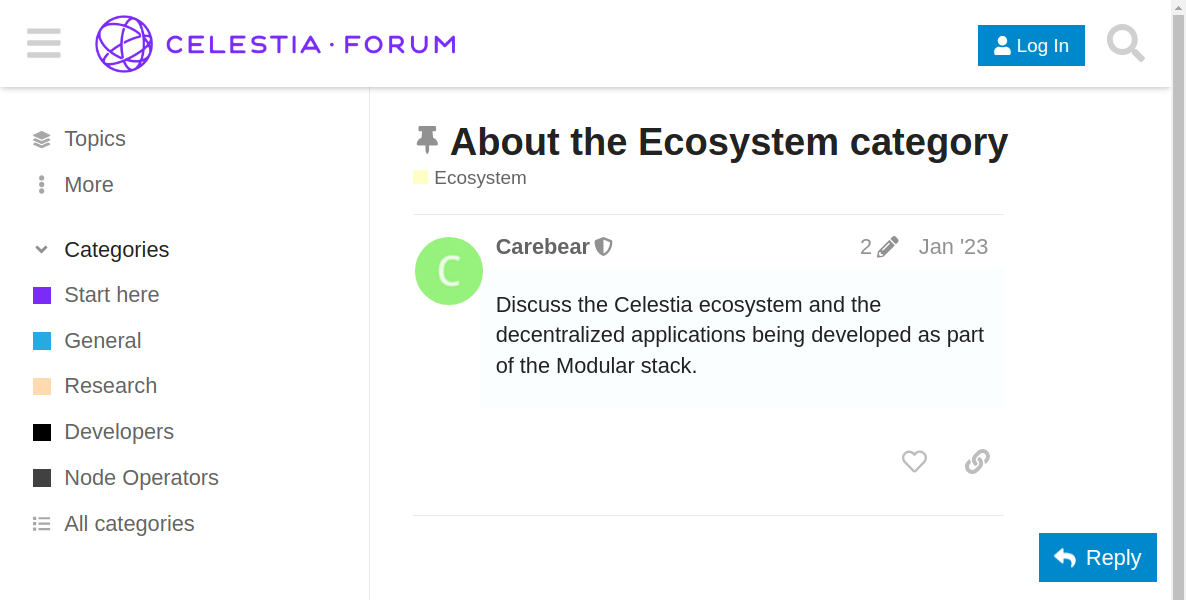 CELESTIA · FORUM
Log In
Topics
More
Categories
Start here
General
Research
Developers
Node Operators
All categories
About the Ecosystem category
Ecosystem
C
Carebear
2
Jan '23
Discuss the Celestia ecosystem and the
decentralized applications being developed as part
of the Modular stack.
Reply